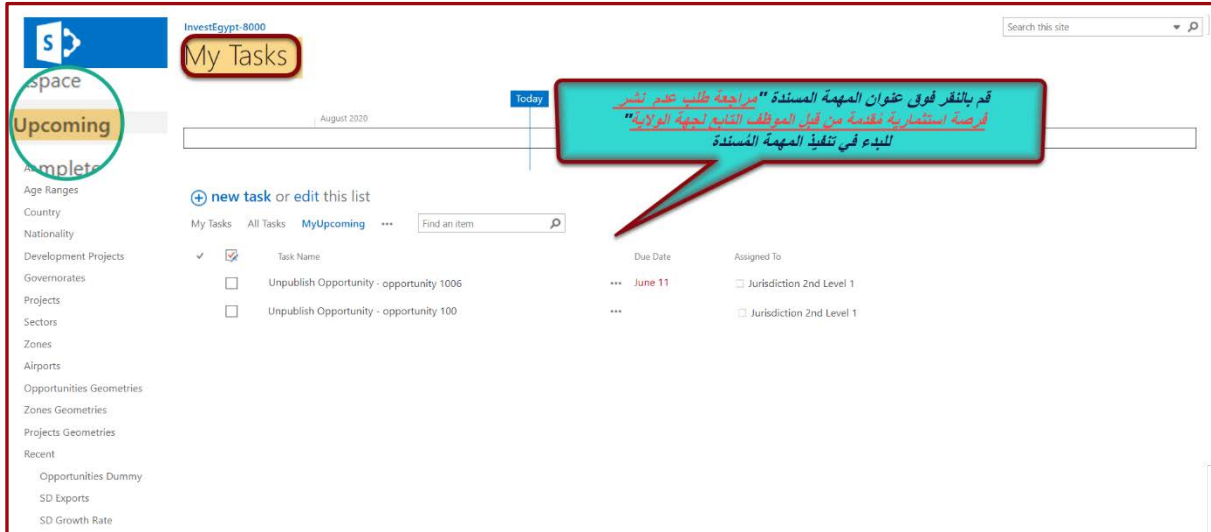 InvestEgypt-8000
Search this site
My Tasks
space
Upcoming
Age Ranges
Country
Nationality
Development Projects
Governorates
Projects
Sectors
Zones
Airports
Opportunities Geometries
Zones Geometries
Projects Geometries
Recent
Opportunities Dummy
SD Exports
SD Growth Rate
Today
August 2020
قم بالنقر فوق عنوان المهمة المسندة "مراجعة طلب عدم نشر
فرصة استثمارية مُقدمة من قبل الموظف التابع لجهة الولاية"
للبدء في تنفيذ المهمة المُسندة
new task or edit this list
My Tasks All Tasks MyUpcoming ••• Find an item
Task Name Due Date Assigned To
Unpublish Opportunity - opportunity 1006 ••• June 11 Jurisdiction 2nd Level 1
Unpublish Opportunity - opportunity 100 ••• Jurisdiction 2nd Level 1